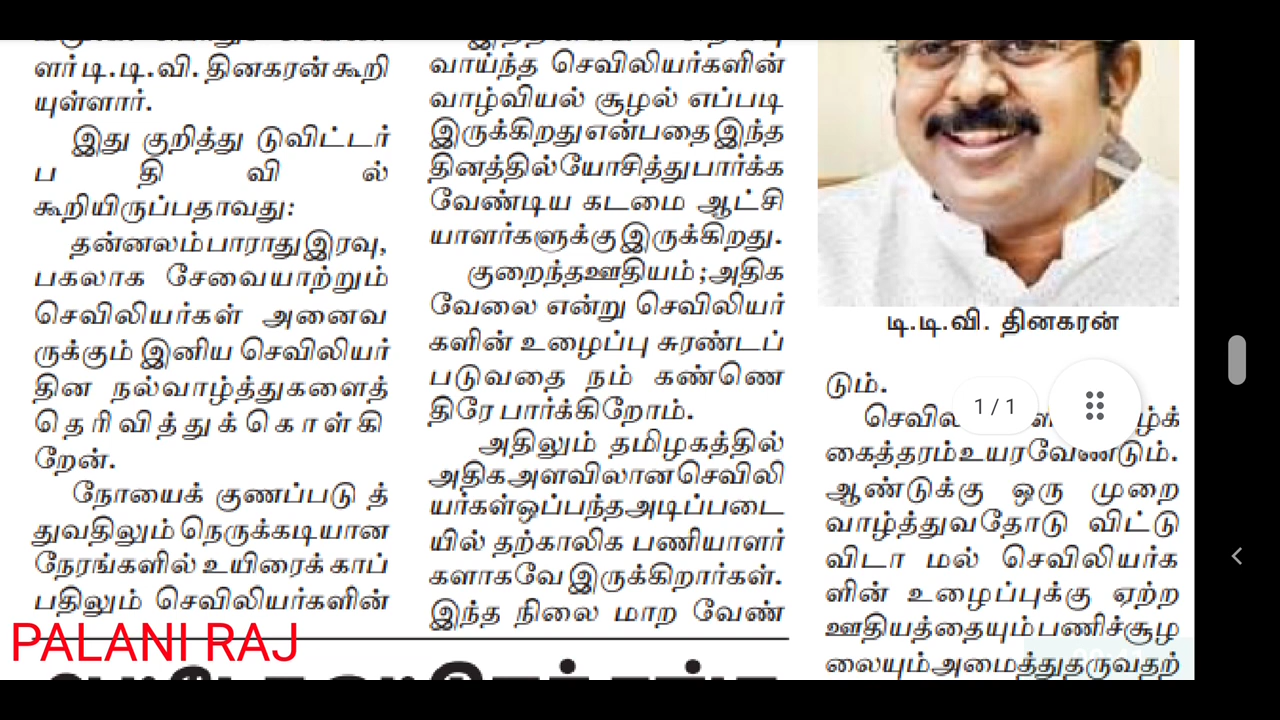 ளர் டி.டி.வி. தினகரன் கூறி
யுள்ளார்.
இது குறித்து டுவிட்டர்
ப தி வி ல்
கூறியிருப்பதாவது:
தன்னலம் பாராது இரவு,
பகலாக சேவையாற்றும்
செவிலியர்கள் அனைவ
ருக்கும் இனிய செவிலியர்
தின நல்வாழ்த்துகளைத்
தெரிவித்துக்கொள்கி
றேன்.
நோயைக் குணப்படு த்
துவதிலும் நெருக்கடியான
நேரங்களில் உயிரைக் காப்
பதிலும் செவிலியர்களின்
வாய்ந்த செவிலியர்களின்
வாழ்வியல் சூழல் எப்படி
இருக்கிறது என்பதை இந்த
தினத்தில் யோசித்து பார்க்க
வேண்டிய கடமை ஆட்சி
யாளர்களுக்கு இருக்கிறது.
குறைந்த ஊதியம் ; அதிக
வேலை என்று செவிலியர்
களின் உழைப்பு சுரண்டப்
படுவதை நம் கண்ணெ
திரே பார்க்கிறோம்.
அதிலும் தமிழகத்தில்
அதிக அளவிலான செவிலி
யர்கள் ஒப்பந்த அடிப்படை
யில் தற்காலிக பணியாளர்
களாகவே இருக்கிறார்கள்.
இந்த நிலை மாற வேண்
டி.டி.வி. தினகரன்
டும்.
கைத்தரம் உயர வேண்டும்.
ஆண்டுக்கு ஒரு முறை
வாழ்த்துவதோடு விட்டு
விடா மல் செவிலியர்க
ளின் உழைப்புக்கு ஏற்ற
ஊதியத்தையும் பணிச்சூழ
லையும் அமைத்து தருவதற்
1 / 1
PALANI RAJ